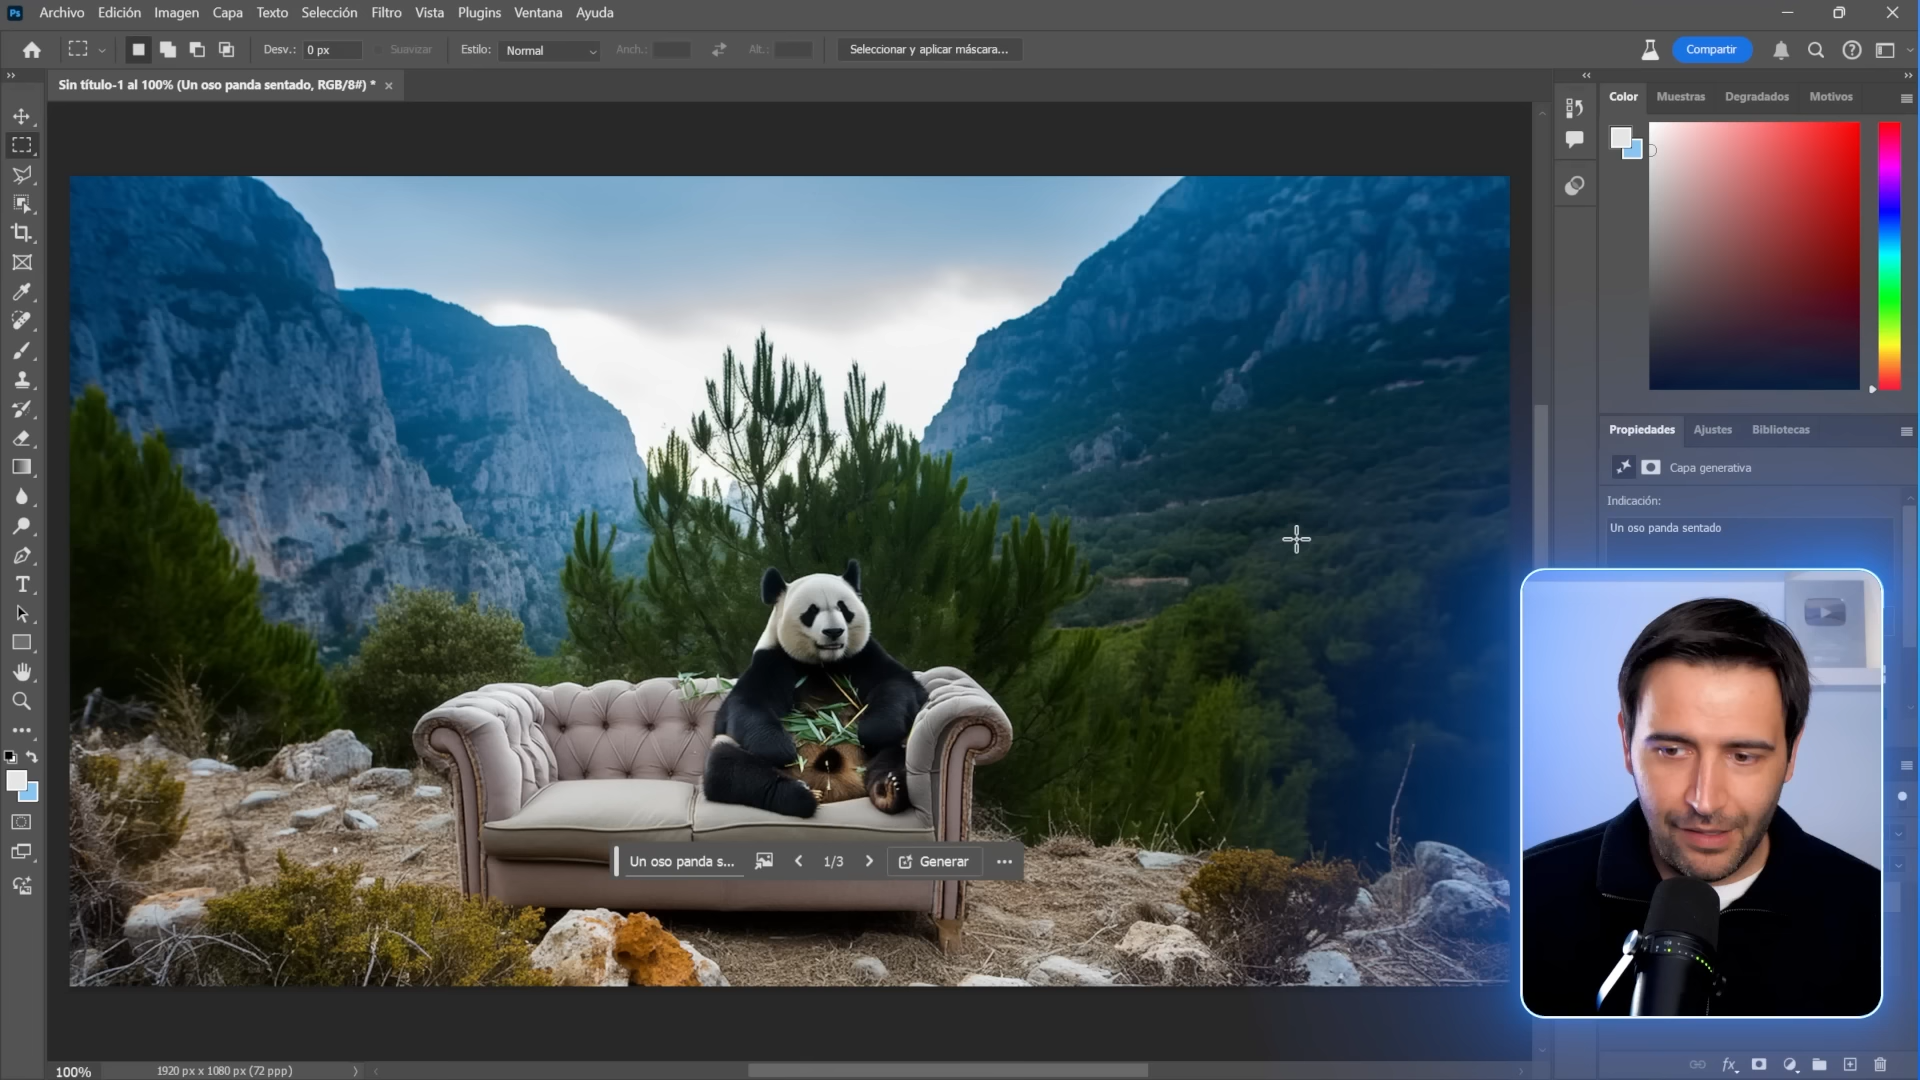 Ps Archivo Edición Imagen Capa Texto Selección Filtro Vista Plugins Ventana Ayuda
Desv.: 0 px Suavizar Estilo: Normal Anch.: Alt.: Seleccionar y aplicar máscara... Compartir
Sin título-1 al 100% (Un oso panda sentado, RGB/8#) *
Color Muestras Degradados Motivos
Propiedades Ajustes Bibliotecas
Capa generativa
Indicación:
Un oso panda sentado
Un oso panda s... 1/3 Generar
100% 1920 px x 1080 px (72 ppp)
fx